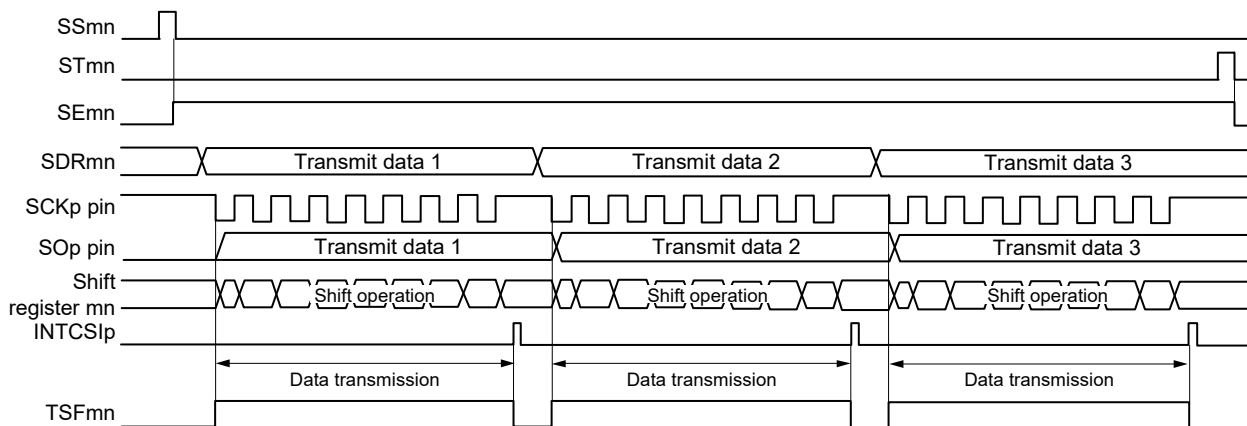 SSmn
STmn
SEmn
SDRmn Transmit data 1 Transmit data 2 Transmit data 3
SCKp pin
SOp pin Transmit data 1 Transmit data 2 Transmit data 3
Shift
register mn Shift operation Shift operation Shift operation
INTCSIp
Data transmission Data transmission Data transmission
TSFmn